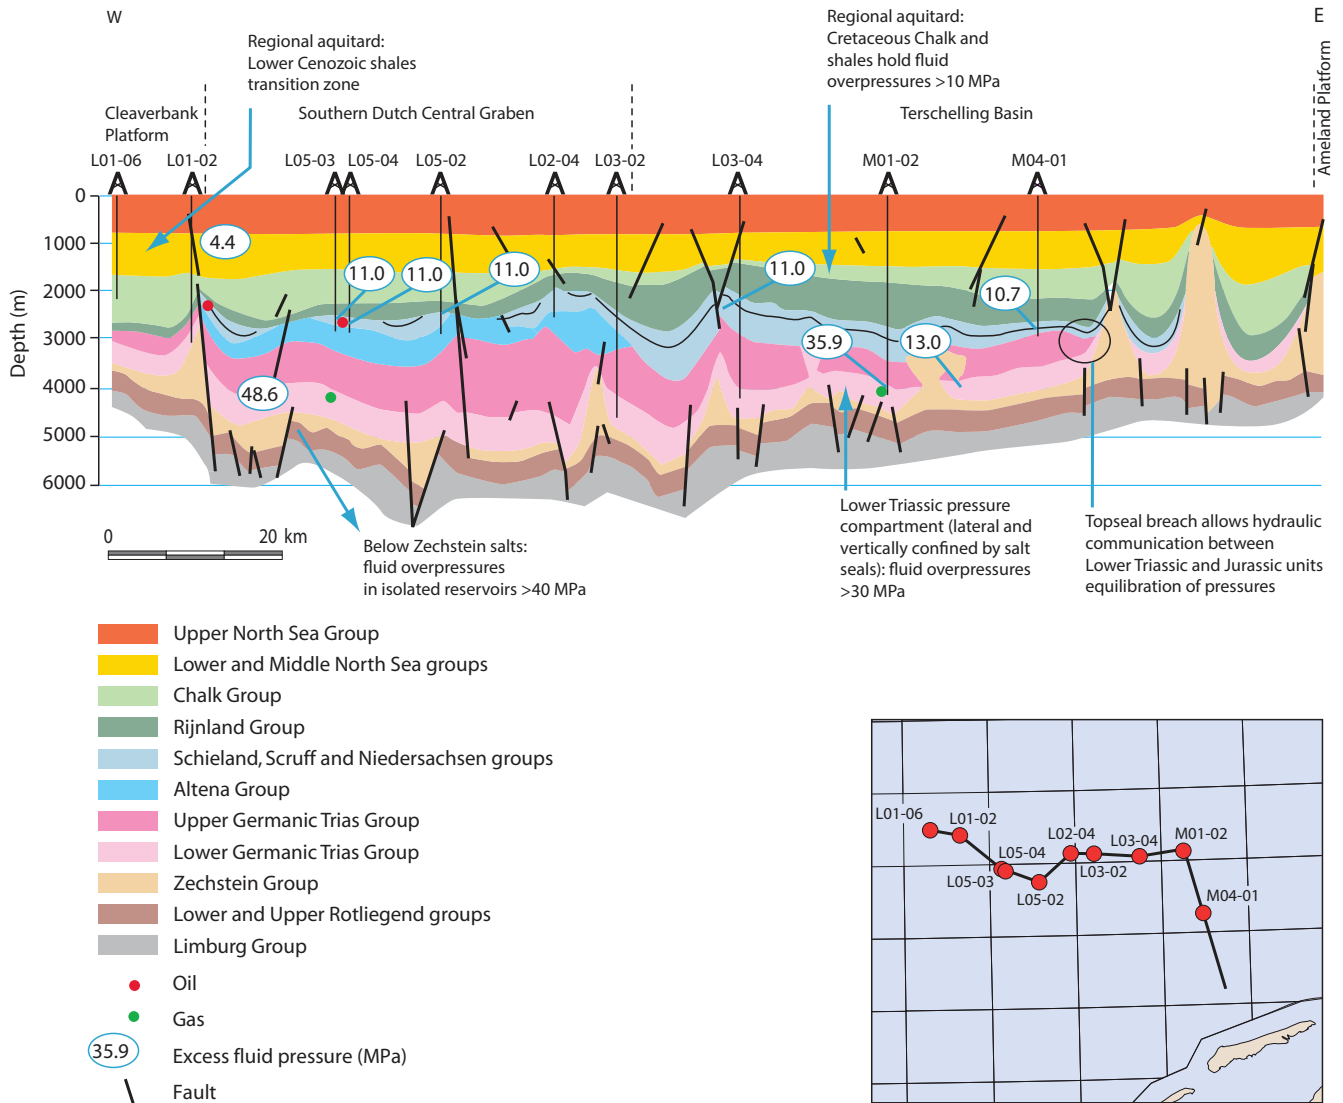 W
E
Regional aquitard:
Lower Cenozoic shales
transition zone
Regional aquitard:
Cretaceous Chalk and
shales hold fluid
overpressures >10 MPa
Cleaverbank
Platform
Southern Dutch Central Graben
Terschelling Basin
Ameland Platform
L01-06
L01-02
L05-03
L05-04
L05-02
L02-04
L03-02
L03-04
M01-02
M04-01
Depth (m)
0
1000
2000
3000
4000
5000
6000
4.4
11.0
11.0
11.0
11.0
10.7
35.9
13.0
48.6
0
20 km
Below Zechstein salts:
fluid overpressures
in isolated reservoirs >40 MPa
Lower Triassic pressure
compartment (lateral and
vertically confined by salt
seals): fluid overpressures
>30 MPa
Topseal breach allows hydraulic
communication between
Lower Triassic and Jurassic units
equilibration of pressures
Upper North Sea Group
Lower and Middle North Sea groups
Chalk Group
Rijnland Group
Schieland, Scruff and Niedersachsen groups
Altena Group
Upper Germanic Trias Group
Lower Germanic Trias Group
Zechstein Group
Lower and Upper Rotliegend groups
Limburg Group
Oil
Gas
35.9
Excess fluid pressure (MPa)
Fault
L01-06
L01-02
L05-04
L05-03
L05-02
L02-04
L03-02
L03-04
M01-02
M04-01